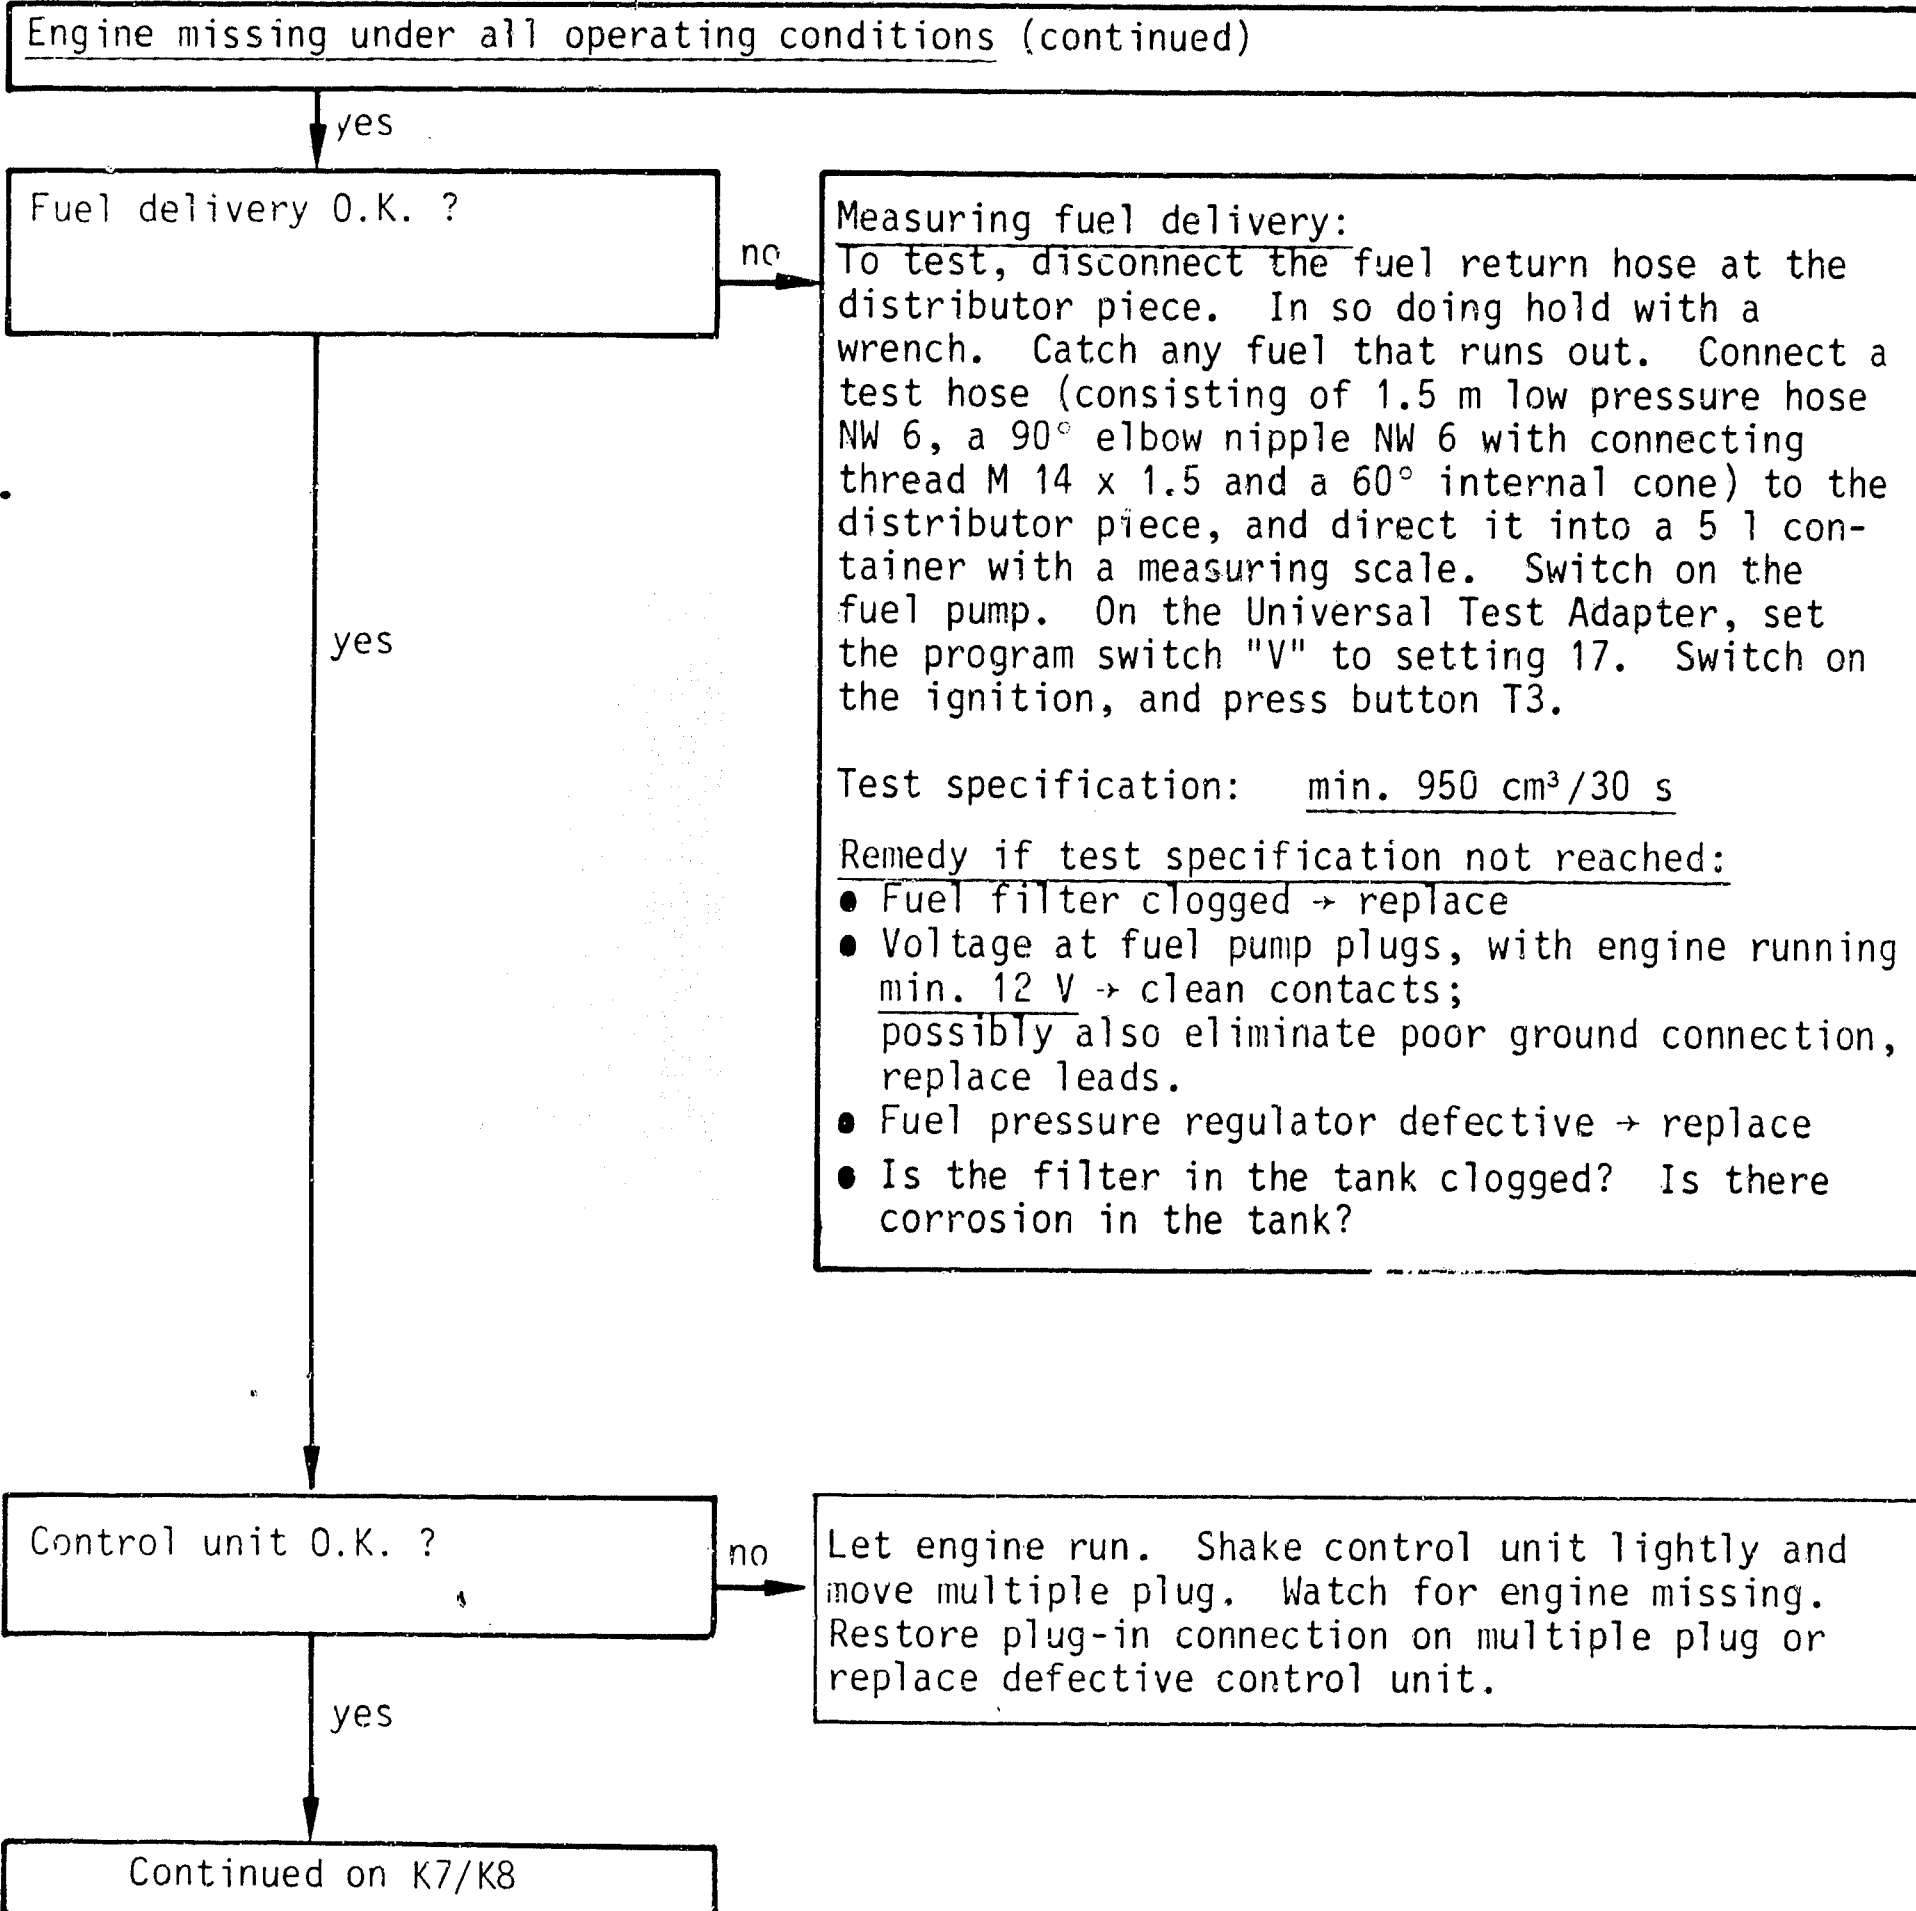 Engine missing under all operating conditions (continued)
yes
Fuel delivery O.K. ?
no
Measuring fuel delivery:
To test, disconnect the fuel return hose at the
distributor piece. In so doing hold with a
wrench. Catch any fuel that runs out. Connect a
test hose (consisting of 1.5 m low pressure hose
NW 6, a 90° elbow nipple NW 6 with connecting
thread M 14 x 1.5 and a 60° internal cone) to the
distributor piece, and direct it into a 5 l con-
tainer with a measuring scale. Switch on the
fuel pump. On the Universal Test Adapter, set
the program switch "V" to setting 17. Switch on
the ignition, and press button T3.
Test specification: min. 950 cm³/30 s
Remedy if test specification not reached:
● Fuel filter clogged → replace
● Voltage at fuel pump plugs, with engine running
min. 12 V → clean contacts;
possibly also eliminate poor ground connection,
replace leads.
● Fuel pressure regulator defective → replace
● Is the filter in the tank clogged? Is there
corrosion in the tank?
yes
Control unit O.K. ?
no
Let engine run. Shake control unit lightly and
move multiple plug. Watch for engine missing.
Restore plug-in connection on multiple plug or
replace defective control unit.
yes
Continued on K7/K8